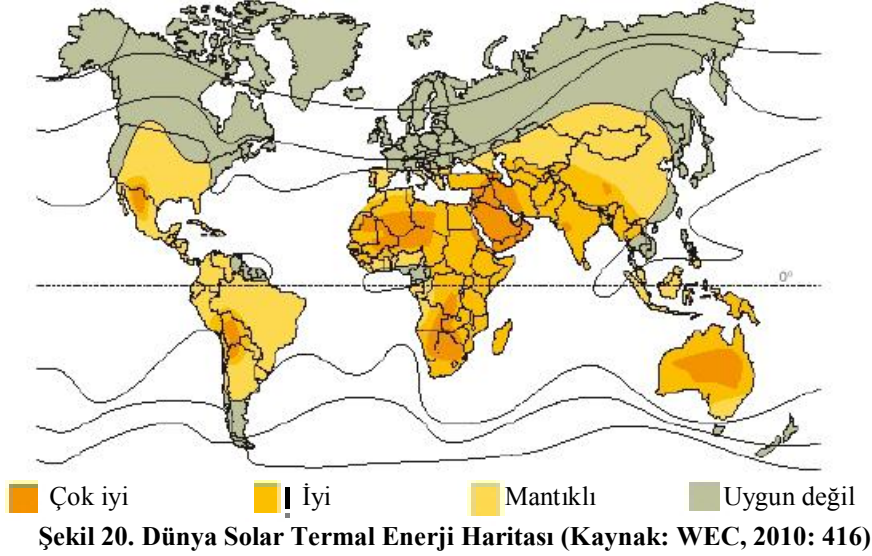 0°
Çok iyi İyi Mantıklı Uygun değil
Şekil 20. Dünya Solar Termal Enerji Haritası (Kaynak: WEC, 2010: 416)